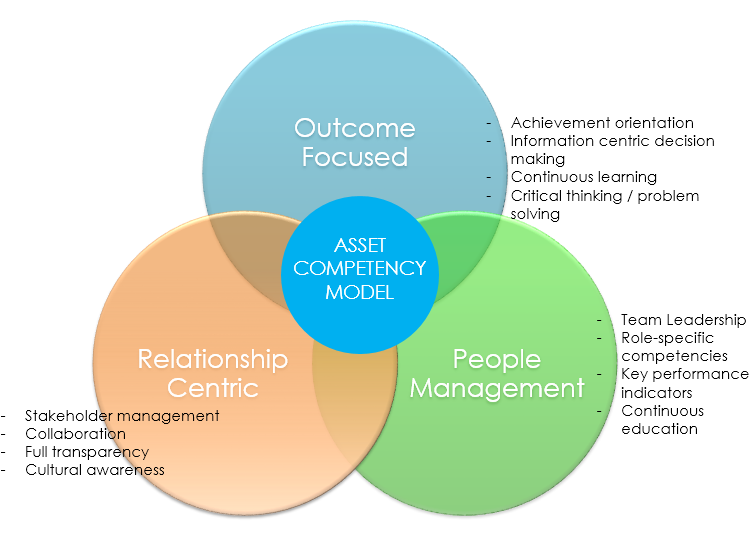 Outcome
Focused
- Achievement orientation
- Information centric decision
making
- Continuous learning
- Critical thinking / problem
solving
ASSET
COMPETENCY
MODEL
Relationship
Centric
- Stakeholder management
- Collaboration
- Full transparency
- Cultural awareness
People
Management
- Team Leadership
- Role-specific
competencies
- Key performance
indicators
- Continuous
education